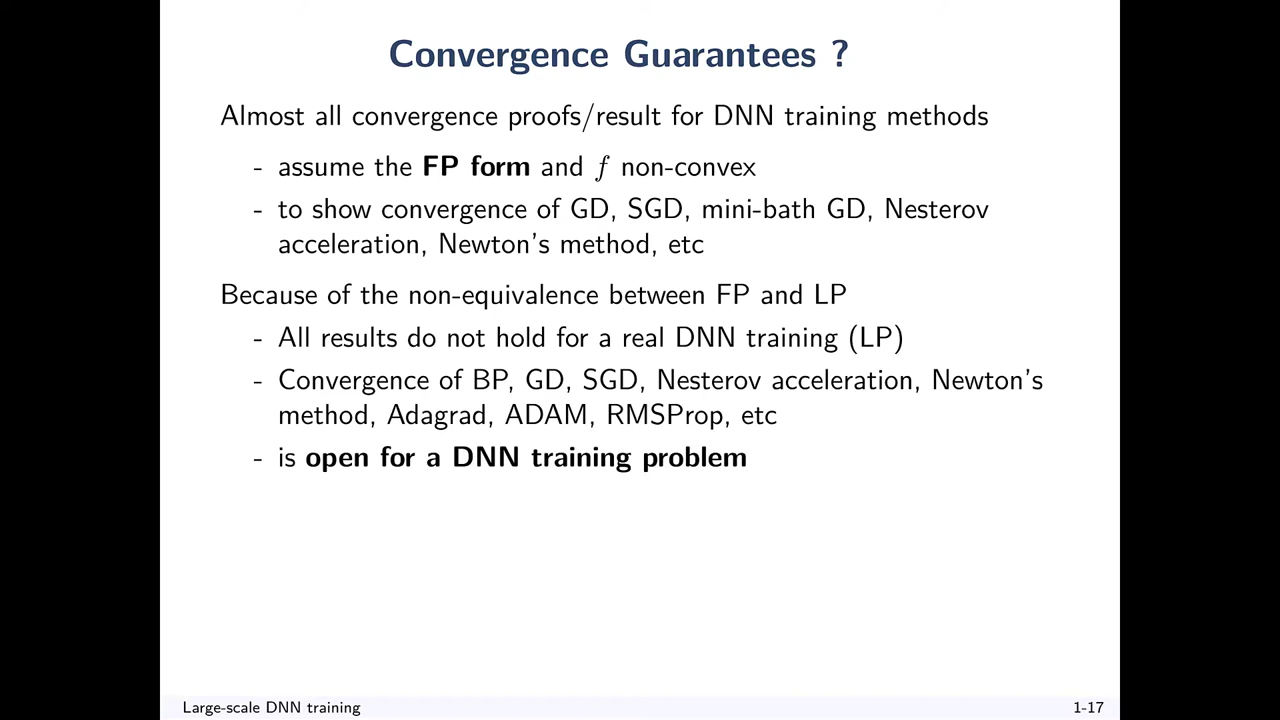 Convergence Guarantees ?
Almost all convergence proofs/result for DNN training methods
- assume the FP form and f non-convex
- to show convergence of GD, SGD, mini-bath GD, Nesterov
acceleration, Newton's method, etc
Because of the non-equivalence between FP and LP
- All results do not hold for a real DNN training (LP)
- Convergence of BP, GD, SGD, Nesterov acceleration, Newton's
method, Adagrad, ADAM, RMSProp, etc
- is open for a DNN training problem
Large-scale DNN training
1-17